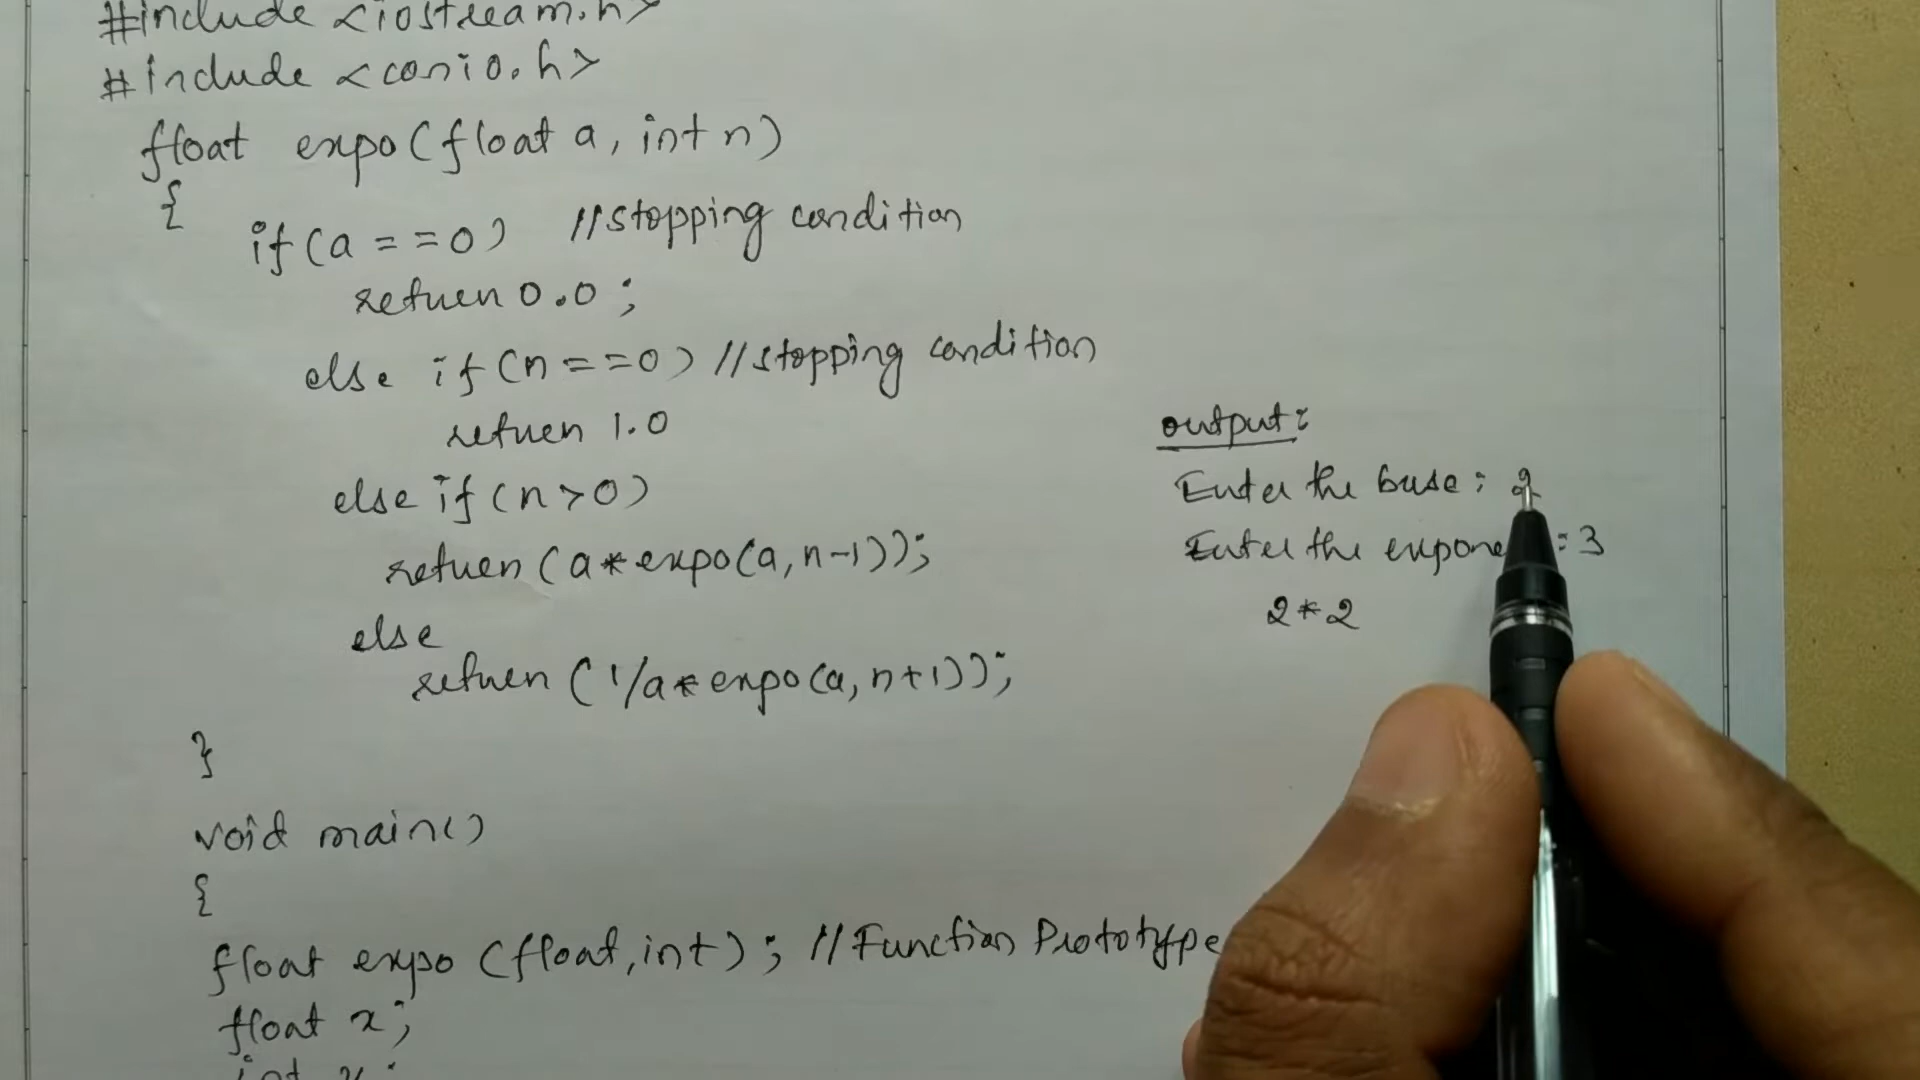 #include <iostream.h>
#include <conio.h>
float expo(float a, int n)
{
if(a==0) //stopping condition
return 0.0;
else if(n==0) //stopping condition
return 1.0
else if(n>0)
return(a*expo(a,n-1));
else
return(1/a*expo(a,n+1));
}
void main()
{
float expo(float,int); //Function Prototype
float x;
int y;
output:
Enter the base: 2
Enter the :3
2*2